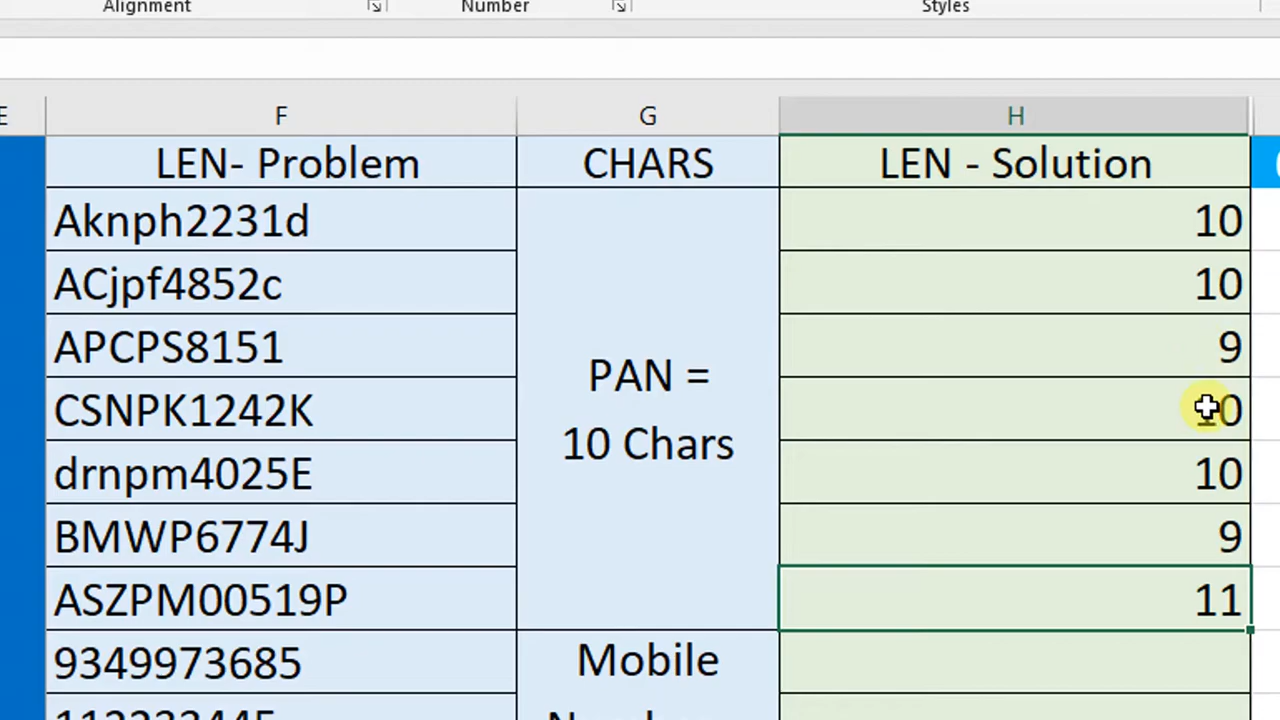 Alignment Number Styles
E F G H
LEN- Problem CHARS LEN - Solution
Aknph2231d 10
ACjpf4852c 10
APCPS8151 9
PAN =
CSNPK1242K 10
10 Chars
drnpm4025E 10
BMWP6774J 9
ASZPM00519P 11
9349973685 Mobile